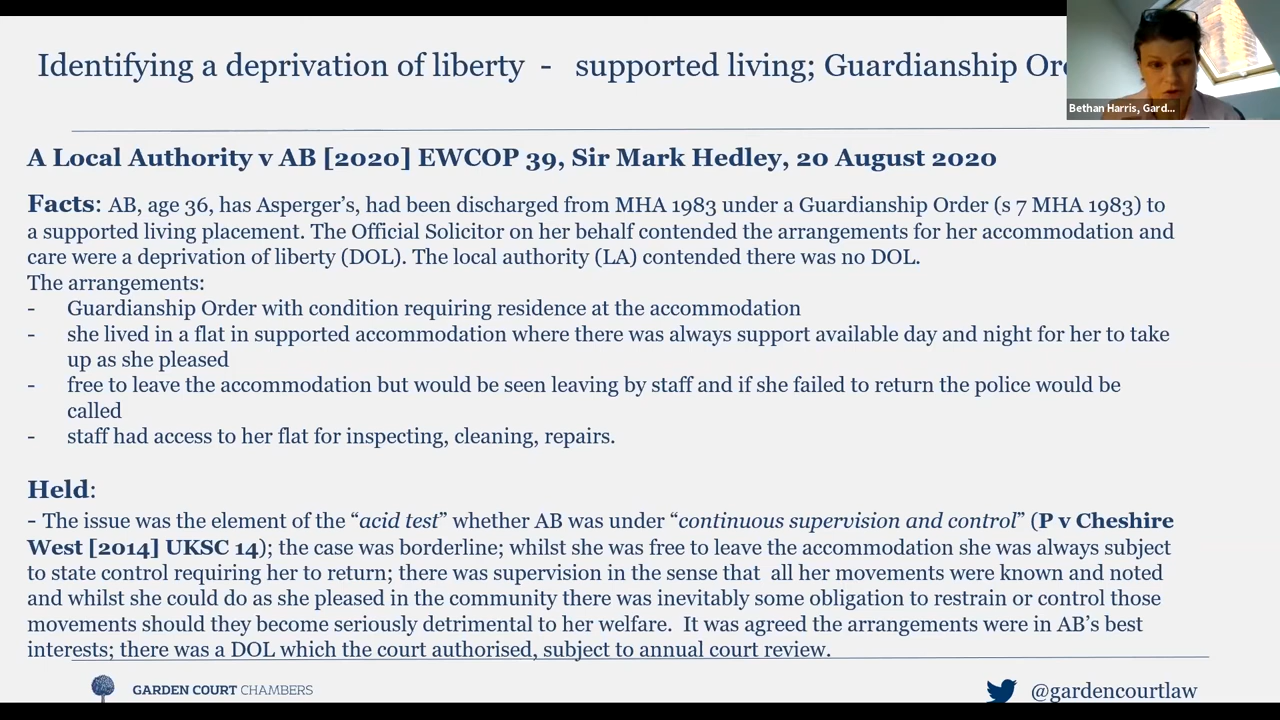 Identifying a deprivation of liberty - supported living; Guardianship
Bethan Harris, Gard...
A Local Authority v AB [2020] EWCOP 39, Sir Mark Hedley, 20 August 2020
Facts: AB, age 36, has Asperger's, had been discharged from MHA 1983 under a Guardianship Order (s 7 MHA 1983) to
a supported living placement. The Official Solicitor on her behalf contended the arrangements for her accommodation and
care were a deprivation of liberty (DOL). The local authority (LA) contended there was no DOL.
The arrangements:
- Guardianship Order with condition requiring residence at the accommodation
- she lived in a flat in supported accommodation where there was always support available day and night for her to take
up as she pleased
- free to leave the accommodation but would be seen leaving by staff and if she failed to return the police would be
called
- staff had access to her flat for inspecting, cleaning, repairs.
Held:
- The issue was the element of the "acid test" whether AB was under "continuous supervision and control" (P v Cheshire
West [2014] UKSC 14); the case was borderline; whilst she was free to leave the accommodation she was always subject
to state control requiring her to return; there was supervision in the sense that all her movements were known and noted
and whilst she could do as she pleased in the community there was inevitably some obligation to restrain or control those
movements should they become seriously detrimental to her welfare. It was agreed the arrangements were in AB's best
interests; there was a DOL which the court authorised, subject to annual court review.
GARDEN COURT CHAMBERS
@gardencourtlaw